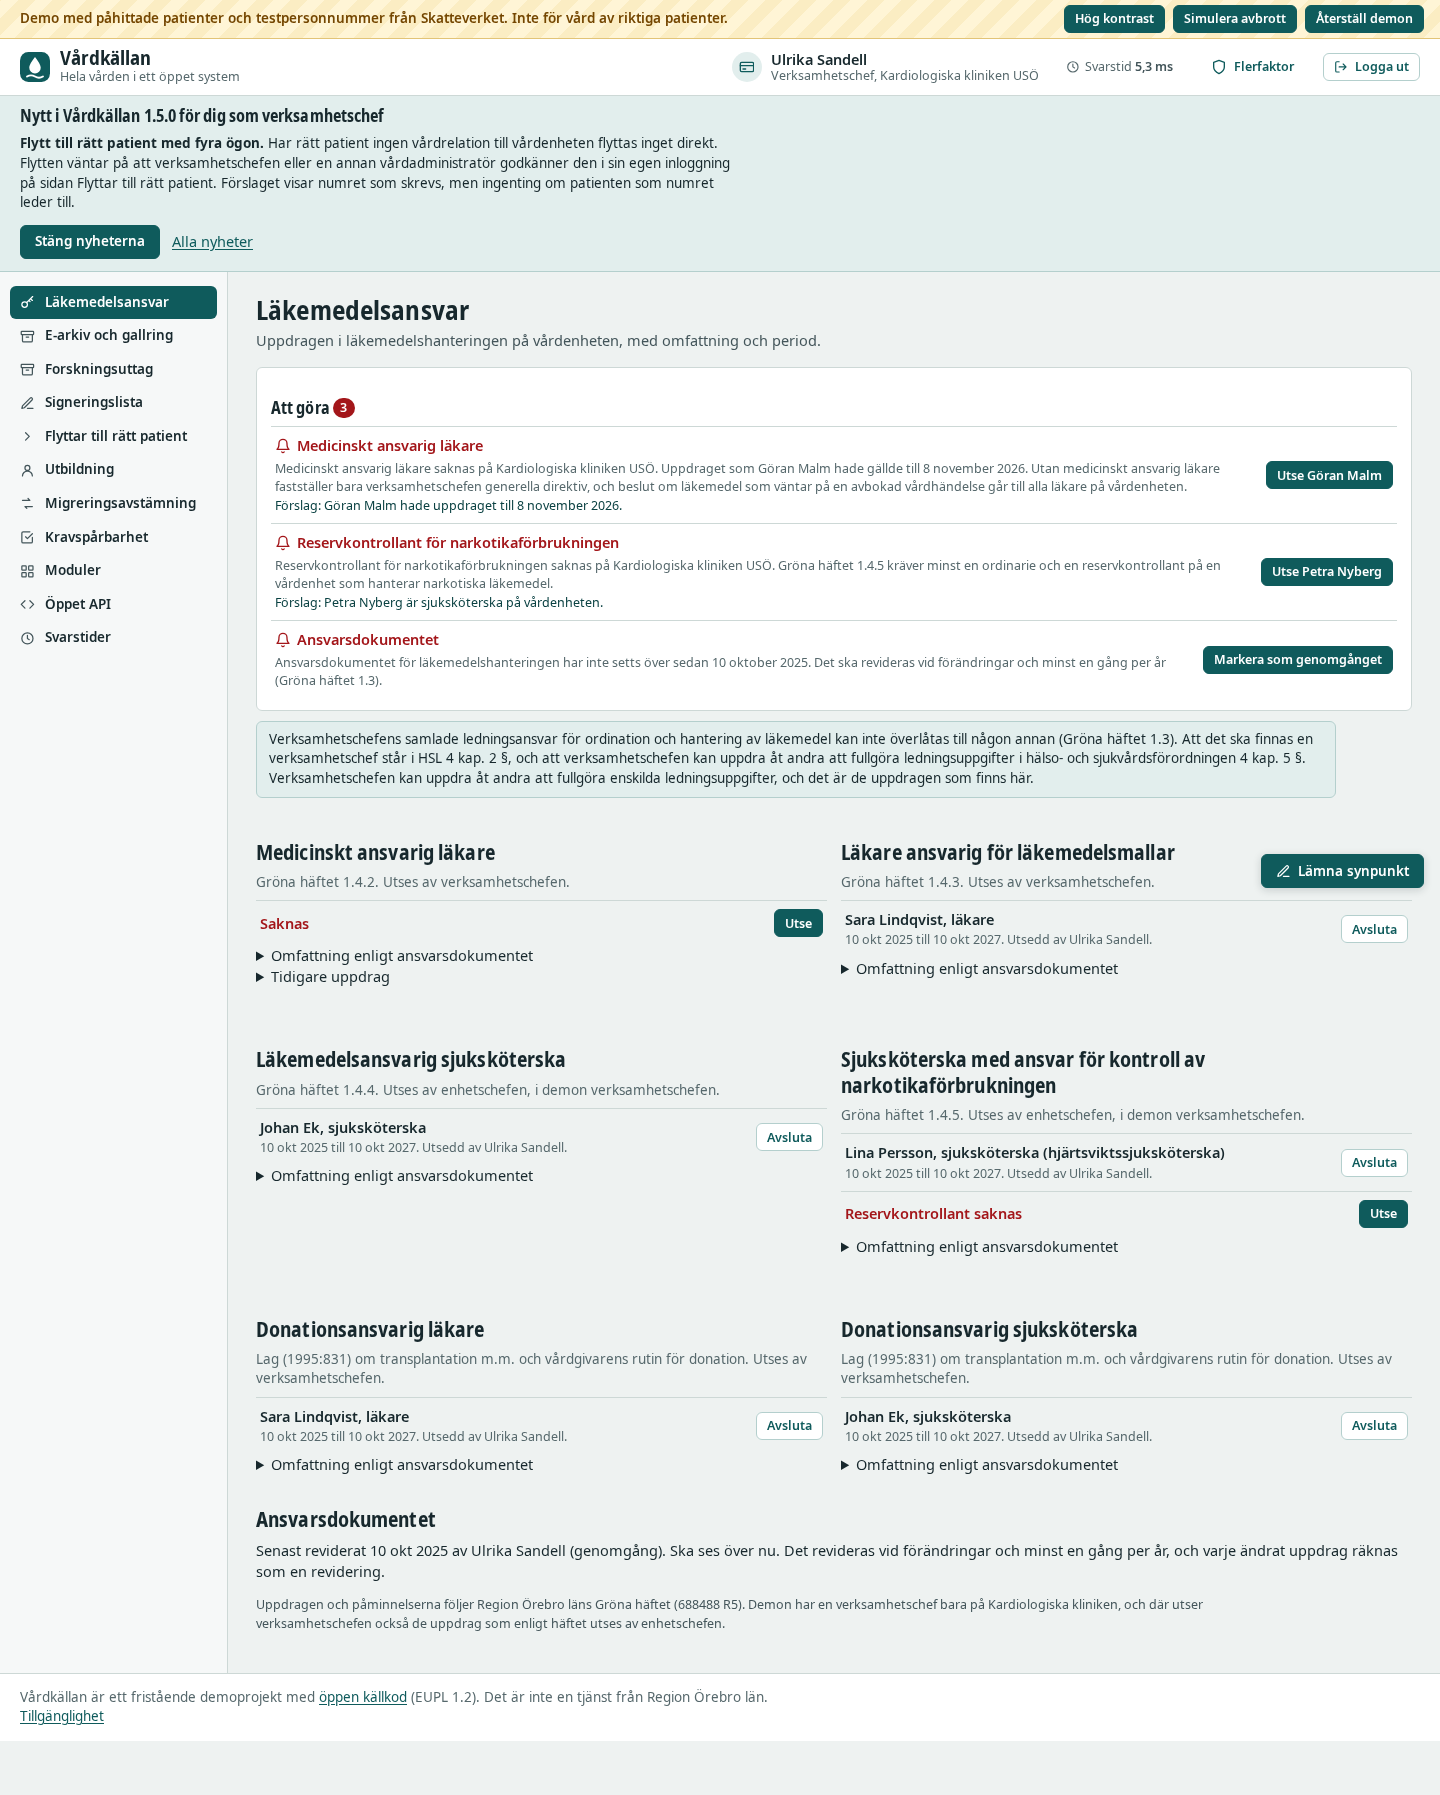 Demo med påhittade patienter och testpersonnummer från Skatteverket. Inte för vård av riktiga patienter.
Hög kontrast
Simulera avbrott
Återställ demon
Vårdkällan
Hela vården i ett öppet system
Ulrika Sandell
Verksamhetschef, Kardiologiska kliniken USÖ
Svarstid 5,3 ms
Flerfaktor
Logga ut
Nytt i Vårdkällan 1.5.0 för dig som verksamhetschef
Flytt till rätt patient med fyra ögon. Har rätt patient ingen vårdrelation till vårdenheten flyttas inget direkt.
Flytten väntar på att verksamhetschefen eller en annan vårdadministratör godkänner den i sin egen inloggning
på sidan Flyttar till rätt patient. Förslaget visar numret som skrevs, men ingenting om patienten som numret
leder till.
Stäng nyheterna
Alla nyheter
Läkemedelsansvar
E-arkiv och gallring
Forskningsuttag
Signeringslista
Flyttar till rätt patient
Utbildning
Migreringsavstämning
Kravspårbarhet
Moduler
Öppet API
Svarstider
Läkemedelsansvar
Uppdragen i läkemedelshanteringen på vårdenheten, med omfattning och period.
Att göra 3
Medicinskt ansvarig läkare
Medicinskt ansvarig läkare saknas på Kardiologiska kliniken USÖ. Uppdraget som Göran Malm hade gällde till 8 november 2026. Utan medicinskt ansvarig läkare
fastställer bara verksamhetschefen generella direktiv, och beslut om läkemedel som väntar på en avbokad vårdhändelse går till alla läkare på vårdenheten.
Förslag: Göran Malm hade uppdraget till 8 november 2026.
Utse Göran Malm
Reservkontrollant för narkotikaförbrukningen
Reservkontrollant för narkotikaförbrukningen saknas på Kardiologiska kliniken USÖ. Gröna häftet 1.4.5 kräver minst en ordinarie och en reservkontrollant på en
vårdenhet som hanterar narkotiska läkemedel.
Förslag: Petra Nyberg är sjuksköterska på vårdenheten.
Utse Petra Nyberg
Ansvarsdokumentet
Ansvarsdokumentet för läkemedelshanteringen har inte setts över sedan 10 oktober 2025. Det ska revideras vid förändringar och minst en gång per år
(Gröna häftet 1.3).
Markera som genomgånget
Verksamhetschefens samlade ledningsansvar för ordination och hantering av läkemedel kan inte överlåtas till någon annan (Gröna häftet 1.3). Att det ska finnas en
verksamhetschef står i HSL 4 kap. 2 §, och att verksamhetschefen kan uppdra åt andra att fullgöra ledningsuppgifter i hälso- och sjukvårdsförordningen 4 kap. 5 §.
Verksamhetschefen kan uppdra åt andra att fullgöra enskilda ledningsuppgifter, och det är de uppdragen som finns här.
Medicinskt ansvarig läkare
Gröna häftet 1.4.2. Utses av verksamhetschefen.
Saknas
Utse
Omfattning enligt ansvarsdokumentet
Tidigare uppdrag
Läkare ansvarig för läkemedelsmallar
Gröna häftet 1.4.3. Utses av verksamhetschefen.
Lämna synpunkt
Sara Lindqvist, läkare
10 okt 2025 till 10 okt 2027. Utsedd av Ulrika Sandell.
Avsluta
Omfattning enligt ansvarsdokumentet
Läkemedelsansvarig sjuksköterska
Gröna häftet 1.4.4. Utses av enhetschefen, i demon verksamhetschefen.
Johan Ek, sjuksköterska
10 okt 2025 till 10 okt 2027. Utsedd av Ulrika Sandell.
Avsluta
Omfattning enligt ansvarsdokumentet
Sjuksköterska med ansvar för kontroll av
narkotikaförbrukningen
Gröna häftet 1.4.5. Utses av enhetschefen, i demon verksamhetschefen.
Lina Persson, sjuksköterska (hjärtsviktssjuksköterska)
10 okt 2025 till 10 okt 2027. Utsedd av Ulrika Sandell.
Avsluta
Reservkontrollant saknas
Utse
Omfattning enligt ansvarsdokumentet
Donationsansvarig läkare
Lag (1995:831) om transplantation m.m. och vårdgivarens rutin för donation. Utses av
verksamhetschefen.
Sara Lindqvist, läkare
10 okt 2025 till 10 okt 2027. Utsedd av Ulrika Sandell.
Avsluta
Omfattning enligt ansvarsdokumentet
Donationsansvarig sjuksköterska
Lag (1995:831) om transplantation m.m. och vårdgivarens rutin för donation. Utses av
verksamhetschefen.
Johan Ek, sjuksköterska
10 okt 2025 till 10 okt 2027. Utsedd av Ulrika Sandell.
Avsluta
Omfattning enligt ansvarsdokumentet
Ansvarsdokumentet
Senast reviderat 10 okt 2025 av Ulrika Sandell (genomgång). Ska ses över nu. Det revideras vid förändringar och minst en gång per år, och varje ändrat uppdrag räknas
som en revidering.
Uppdragen och påminnelserna följer Region Örebro läns Gröna häftet (688488 R5). Demon har en verksamhetschef bara på Kardiologiska kliniken, och där utser
verksamhetschefen också de uppdrag som enligt häftet utses av enhetschefen.
Vårdkällan är ett fristående demoprojekt med öppen källkod (EUPL 1.2). Det är inte en tjänst från Region Örebro län.
Tillgänglighet